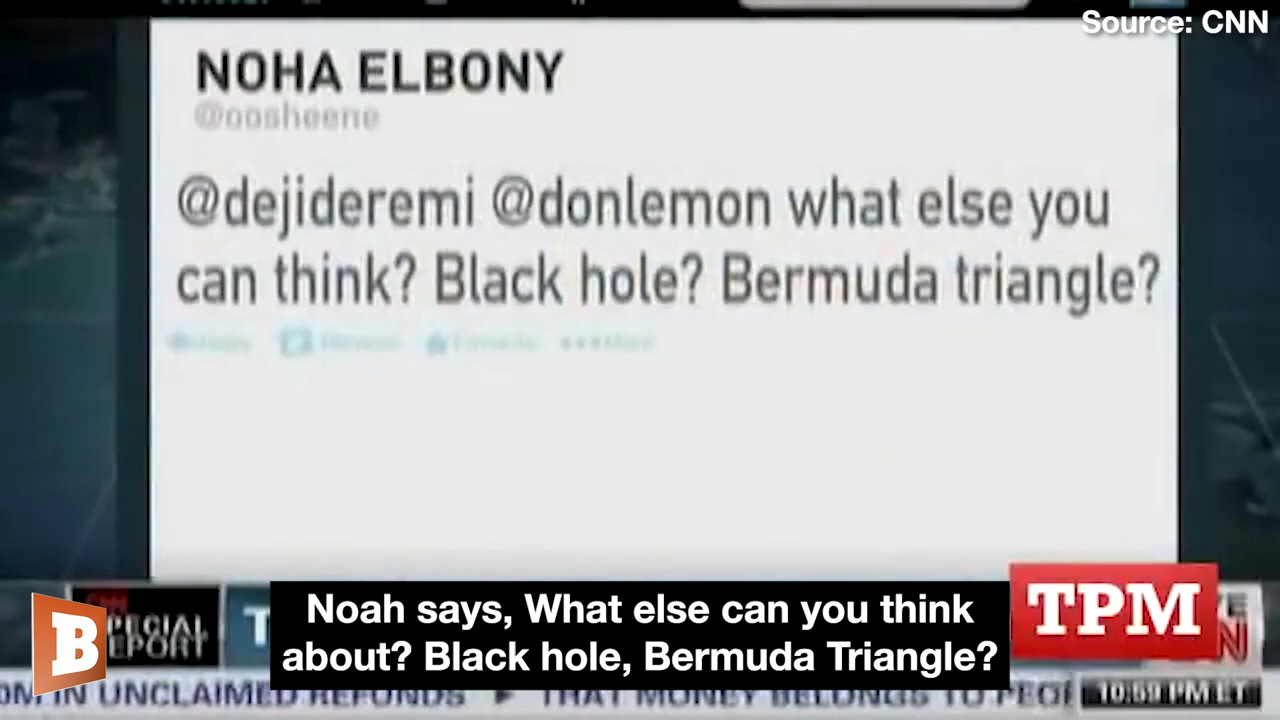 Source: CNN
NOHA ELBONY
@oosheene
@dejideremi @donlemon what else you
can think? Black hole? Bermuda triangle?
TPM
SPECIAL
REPORT
T
B
Noah says, What else can you think
about? Black hole, Bermuda Triangle?
IN UNCLAIMED REFUNDS ▶ THAT MONEY BELONGS TO
10:59 PM ET